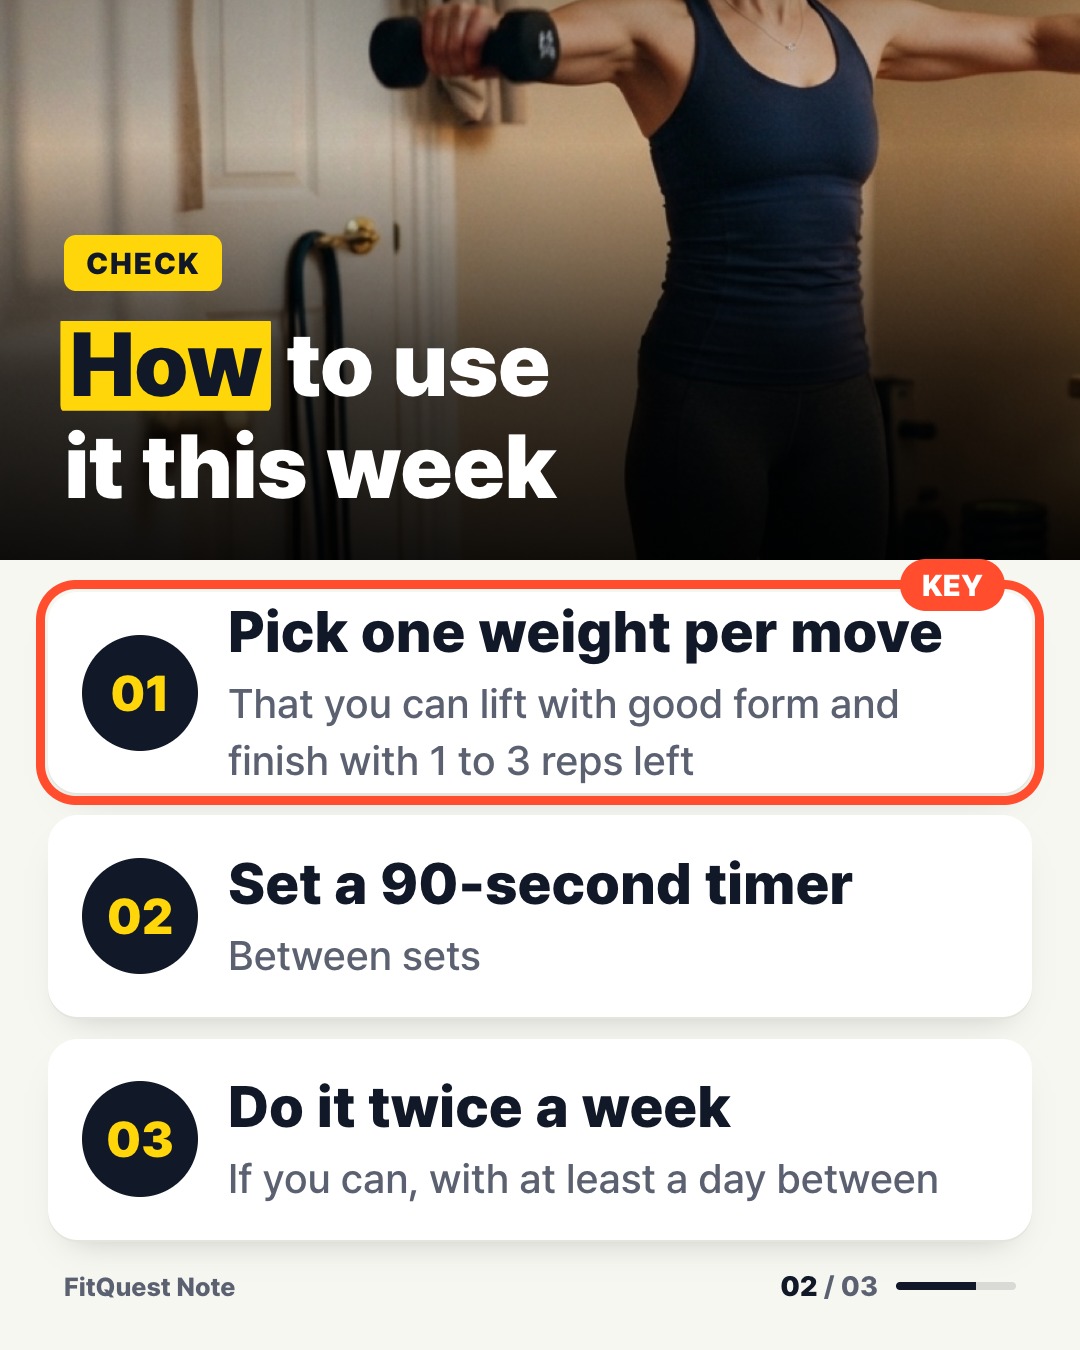 CHECK
How to use
it this week
KEY
01
Pick one weight per move
That you can lift with good form and
finish with 1 to 3 reps left
02
Set a 90-second timer
Between sets
03
Do it twice a week
If you can, with at least a day between
FitQuest Note
02 / 03